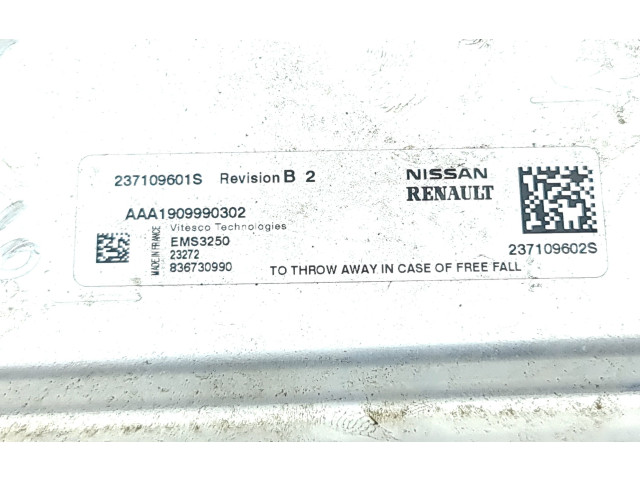 237109601S Revision B 2
NISSAN
RENAULT
AAA1909990302
Vitesco Technologies
MADE IN FRANCE
EMS3250
23272
836730990
237109602S
TO THROW AWAY IN CASE OF FREE FALL